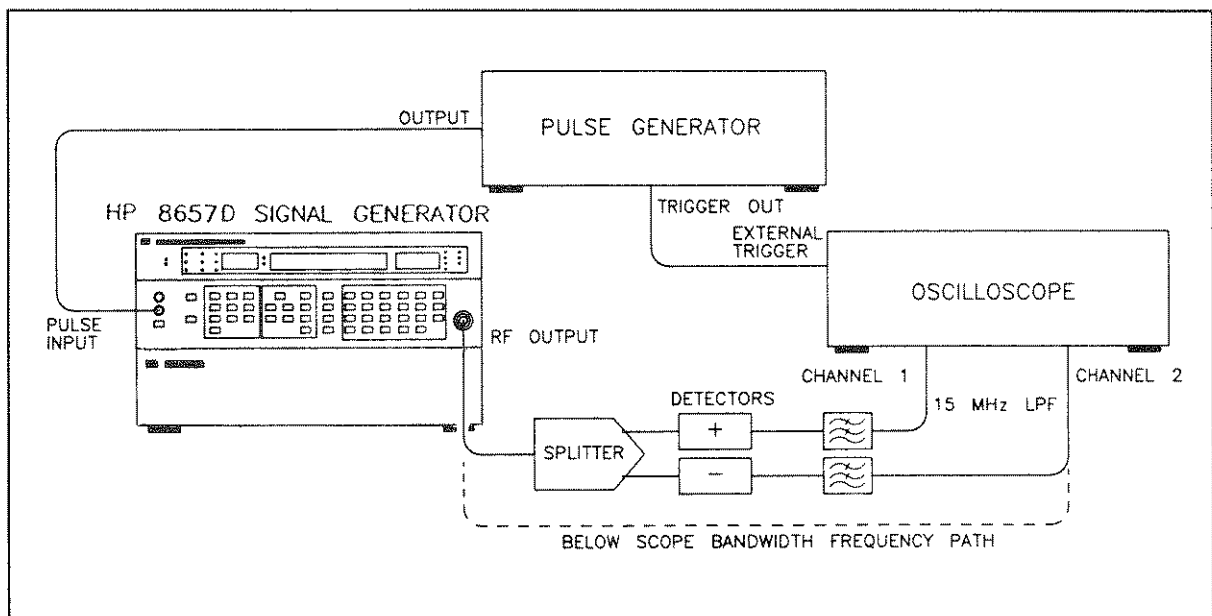 OUTPUT
PULSE GENERATOR
HP 8657D SIGNAL GENERATOR
TRIGGER OUT
EXTERNAL
TRIGGER
OSCILLOSCOPE
PULSE
INPUT
RF OUTPUT
CHANNEL 1
CHANNEL 2
DETECTORS
15 MHz LPF
+
SPLITTER
−
BELOW SCOPE BANDWIDTH FREQUENCY PATH